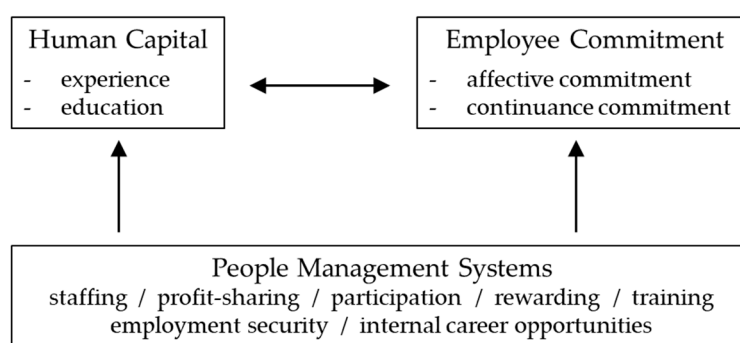 Human Capital
- experience
- education
Employee Commitment
- affective commitment
- continuance commitment
People Management Systems
staffing / profit-sharing / participation / rewarding / training
employment security / internal career opportunities